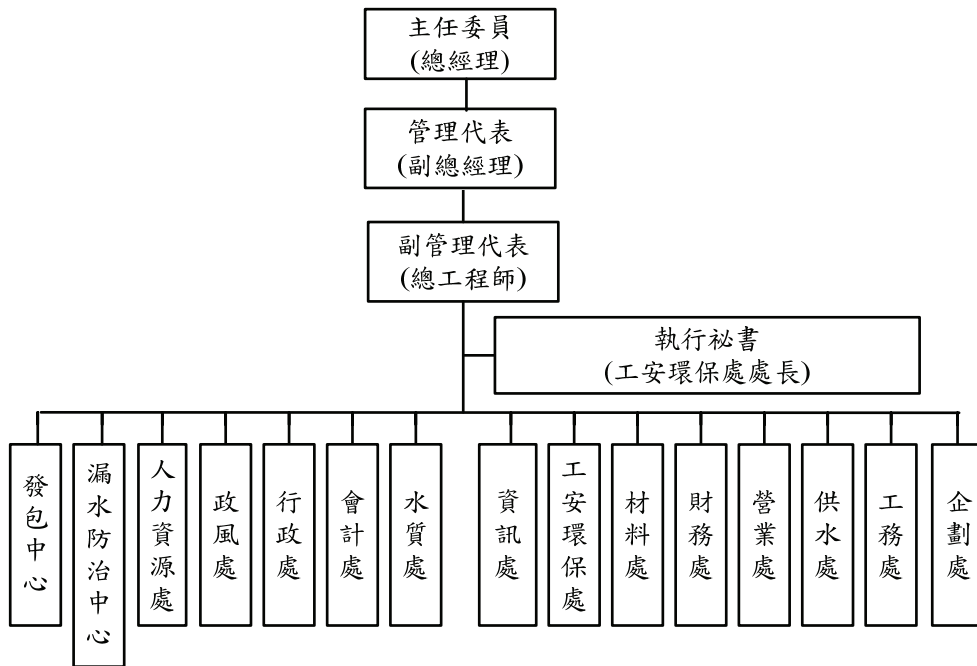 主任委員
(總經理)
管理代表
(副總經理)
副管理代表
(總工程師)
執行祕書
(工安環保處處長)
發包中心
漏水防治中心
人力資源處
政風處
行政處
會計處
水質處
資訊處
工安環保處
材料處
財務處
營業處
供水處
工務處
企劃處